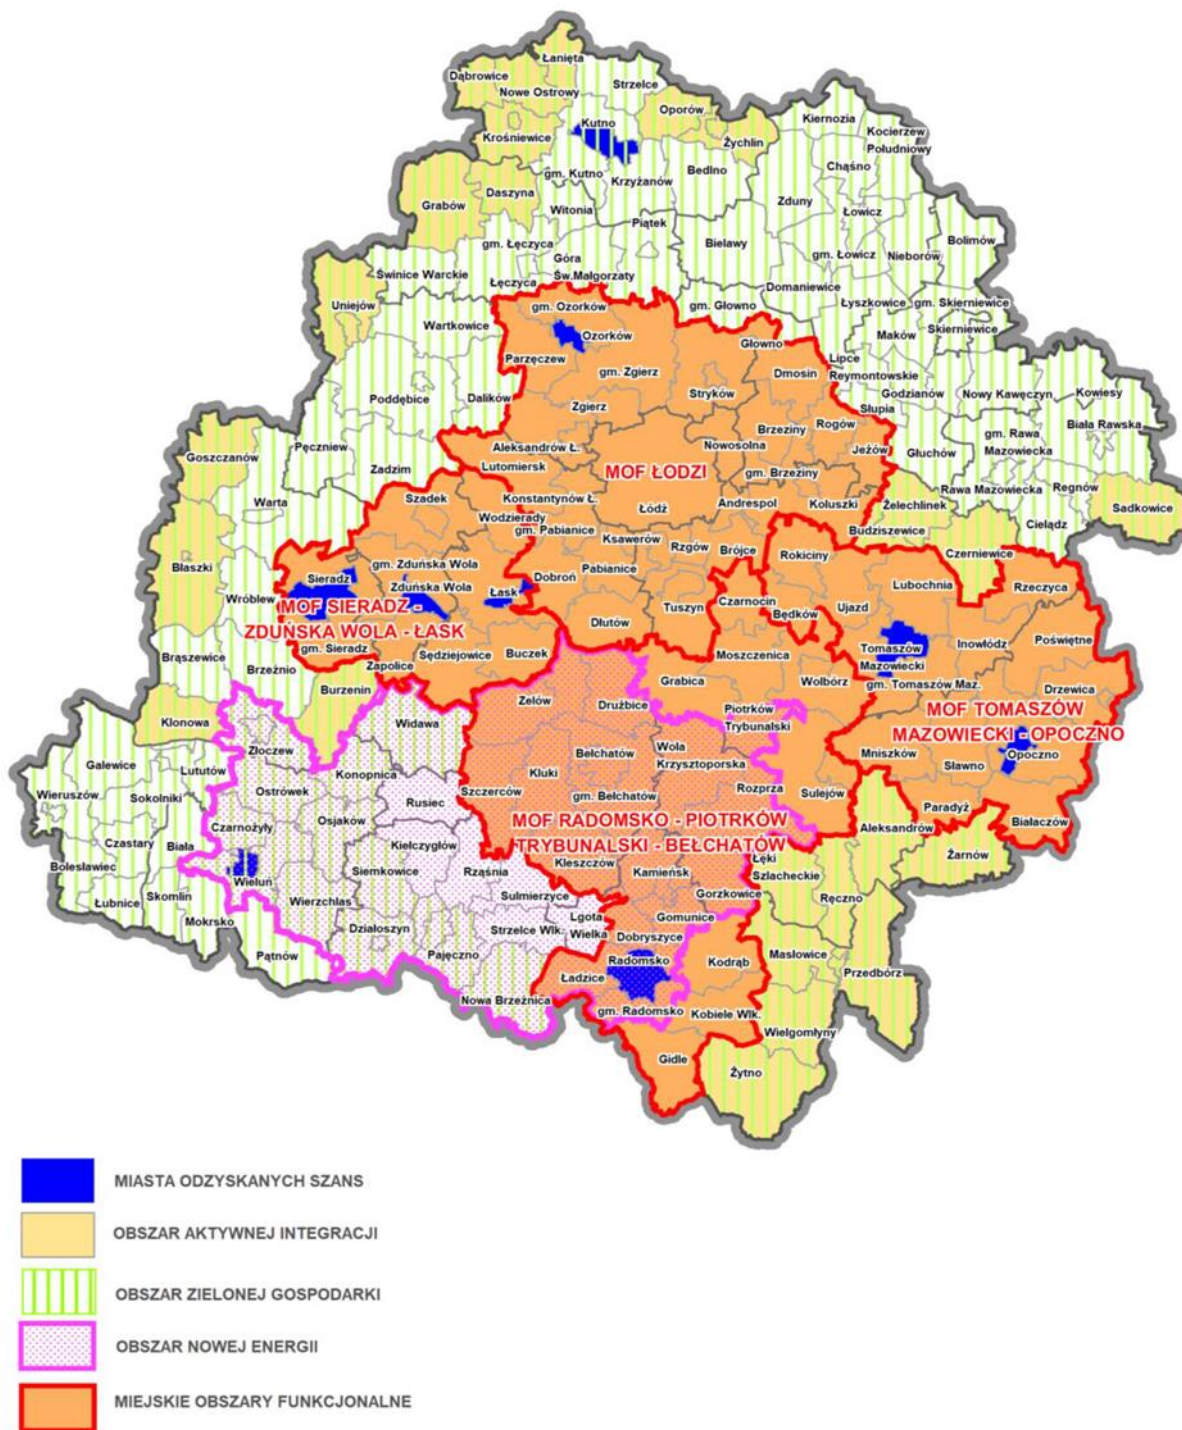 Łanięta
Dąbrowice
Strzelce
Nowe Ostrowy
Oporów
Kiernozia
Kutno
Kocierzew
Południowy
Krośniewice
Żychlin
Chąśno
Bedlno
gm. Kutno
Krzyżanów
Daszyna
Grabów
Zduny
Witonia
Łowicz
Piątek
Bolimów
gm. Łęczyca
Bielawy
gm. Łowicz
Nieborów
Góra
Św.Małgorzaty
Świnice Warckie
Łęczyca
Domaniewice
Uniejów
gm. Ozorków
gm. Głowno
Łyszkowice
gm. Skierniewice
Wartkowice
Ozorków
Maków
Skierniewice
Głowno
Parzęczew
Lipce
Reymontowskie
gm. Zgierz
Dmosin
Stryków
Godzianów
Nowy Kawęczyn
Kowiesy
Poddębice
Dalików
Zgierz
Słupia
Rogów
Brzeziny
Biała Rawska
gm. Rawa
Mazowiecka
Pęczniew
Aleksandrów Ł.
Nowosolna
Jeżów
Głuchów
Goszczanów
Zadzim
Lutomiersk
MOF ŁODZI
gm. Brzeziny
Rawa Mazowiecka
Regnów
Szadek
Konstantynów Ł.
Andrespol
Koluszki
Żelechlinek
Sadkowice
Warta
Łódź
Wodzierady
gm. Pabianice
Budziszewice
Cielądz
Ksawerów
Rzgów
Brójce
Rokiciny
Czerniewice
Błaszki
gm. Zduńska Wola
Sieradz
Pabianice
Dobroń
Lubochnia
Rzeczyca
Zduńska Wola
Łask
Wróblew
MOF SIERADZ -
ZDUŃSKA WOLA - ŁASK
Tuszyn
Czarnocin
Będków
Ujazd
Dłutów
Inowłódz
Poświętne
gm. Sieradz
Sędziejowice
Buczek
Moszczenica
Tomaszów
Mazowiecki
Brąszewice
Brzeźnio
Zapolice
Grabica
Wolbórz
gm. Tomaszów Maz.
Drzewica
Burzenin
Zelów
Drużbice
Piotrków
Trybunalski
MOF TOMASZÓW
MAZOWIECKI - OPOCZNO
Klonowa
Widawa
Złoczew
Bełchatów
Wola
Krzysztoporska
Mniszków
Opoczno
Galewice
Lututów
Konopnica
Kluki
Sławno
Wieruszów
Sokolniki
Ostrówek
Rusiec
Szczerców
gm. Bełchatów
Rozprza
Sulejów
Paradyż
Białaczów
Osjaków
MOF RADOMSKO - PIOTRKÓW
TRYBUNALSKI - BEŁCHATÓW
Czarnożyły
Aleksandrów
Czastary
Biała
Kiełczygłów
Kleszczów
Łęki
Szlacheckie
Żarnów
Bolesławiec
Wieluń
Siemkowice
Rząśnia
Kamieńsk
Skomlin
Łubnice
Wierzchlas
Sulmierzyce
Gorzkowice
Ręczno
Mokrsko
Lgota
Wielka
Gomunice
Działoszyn
Strzelce Wlk.
Dobryszyce
Pątnów
Pajęczno
Radomsko
Kodrąb
Masłowice
Przedbórz
Ładzice
Nowa Brzeźnica
gm. Radomsko
Kobiele Wlk.
Wielgomłyny
Gidle
Żytno
MIASTA ODZYSKANYCH SZANS
OBSZAR AKTYWNEJ INTEGRACJI
OBSZAR ZIELONEJ GOSPODARKI
OBSZAR NOWEJ ENERGII
MIEJSKIE OBSZARY FUNKCJONALNE